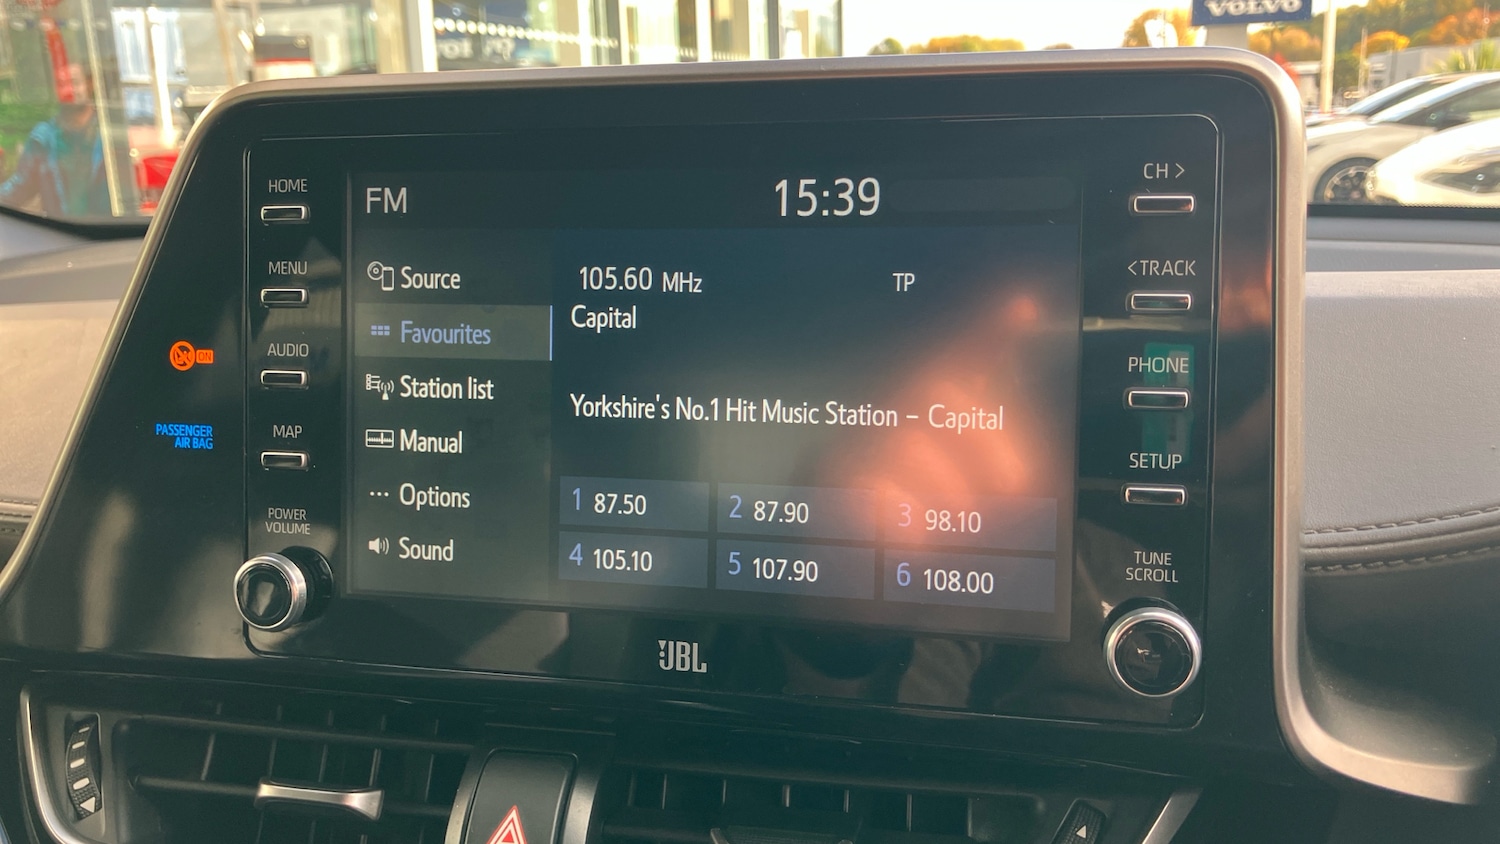 VOLVO
HOME
MENU
AUDIO
MAP
POWER
VOLUME
ON
PASSENGER
AIR BAG
FM
15:39
Source
Favourites
Station list
Manual
Options
Sound
105.60 MHz
TP
Capital
Yorkshire's No.1 Hit Music Station – Capital
1 87.50
2 87.90
3 98.10
4 105.10
5 107.90
6 108.00
CH >
< TRACK
PHONE
SETUP
TUNE
SCROLL
JBL